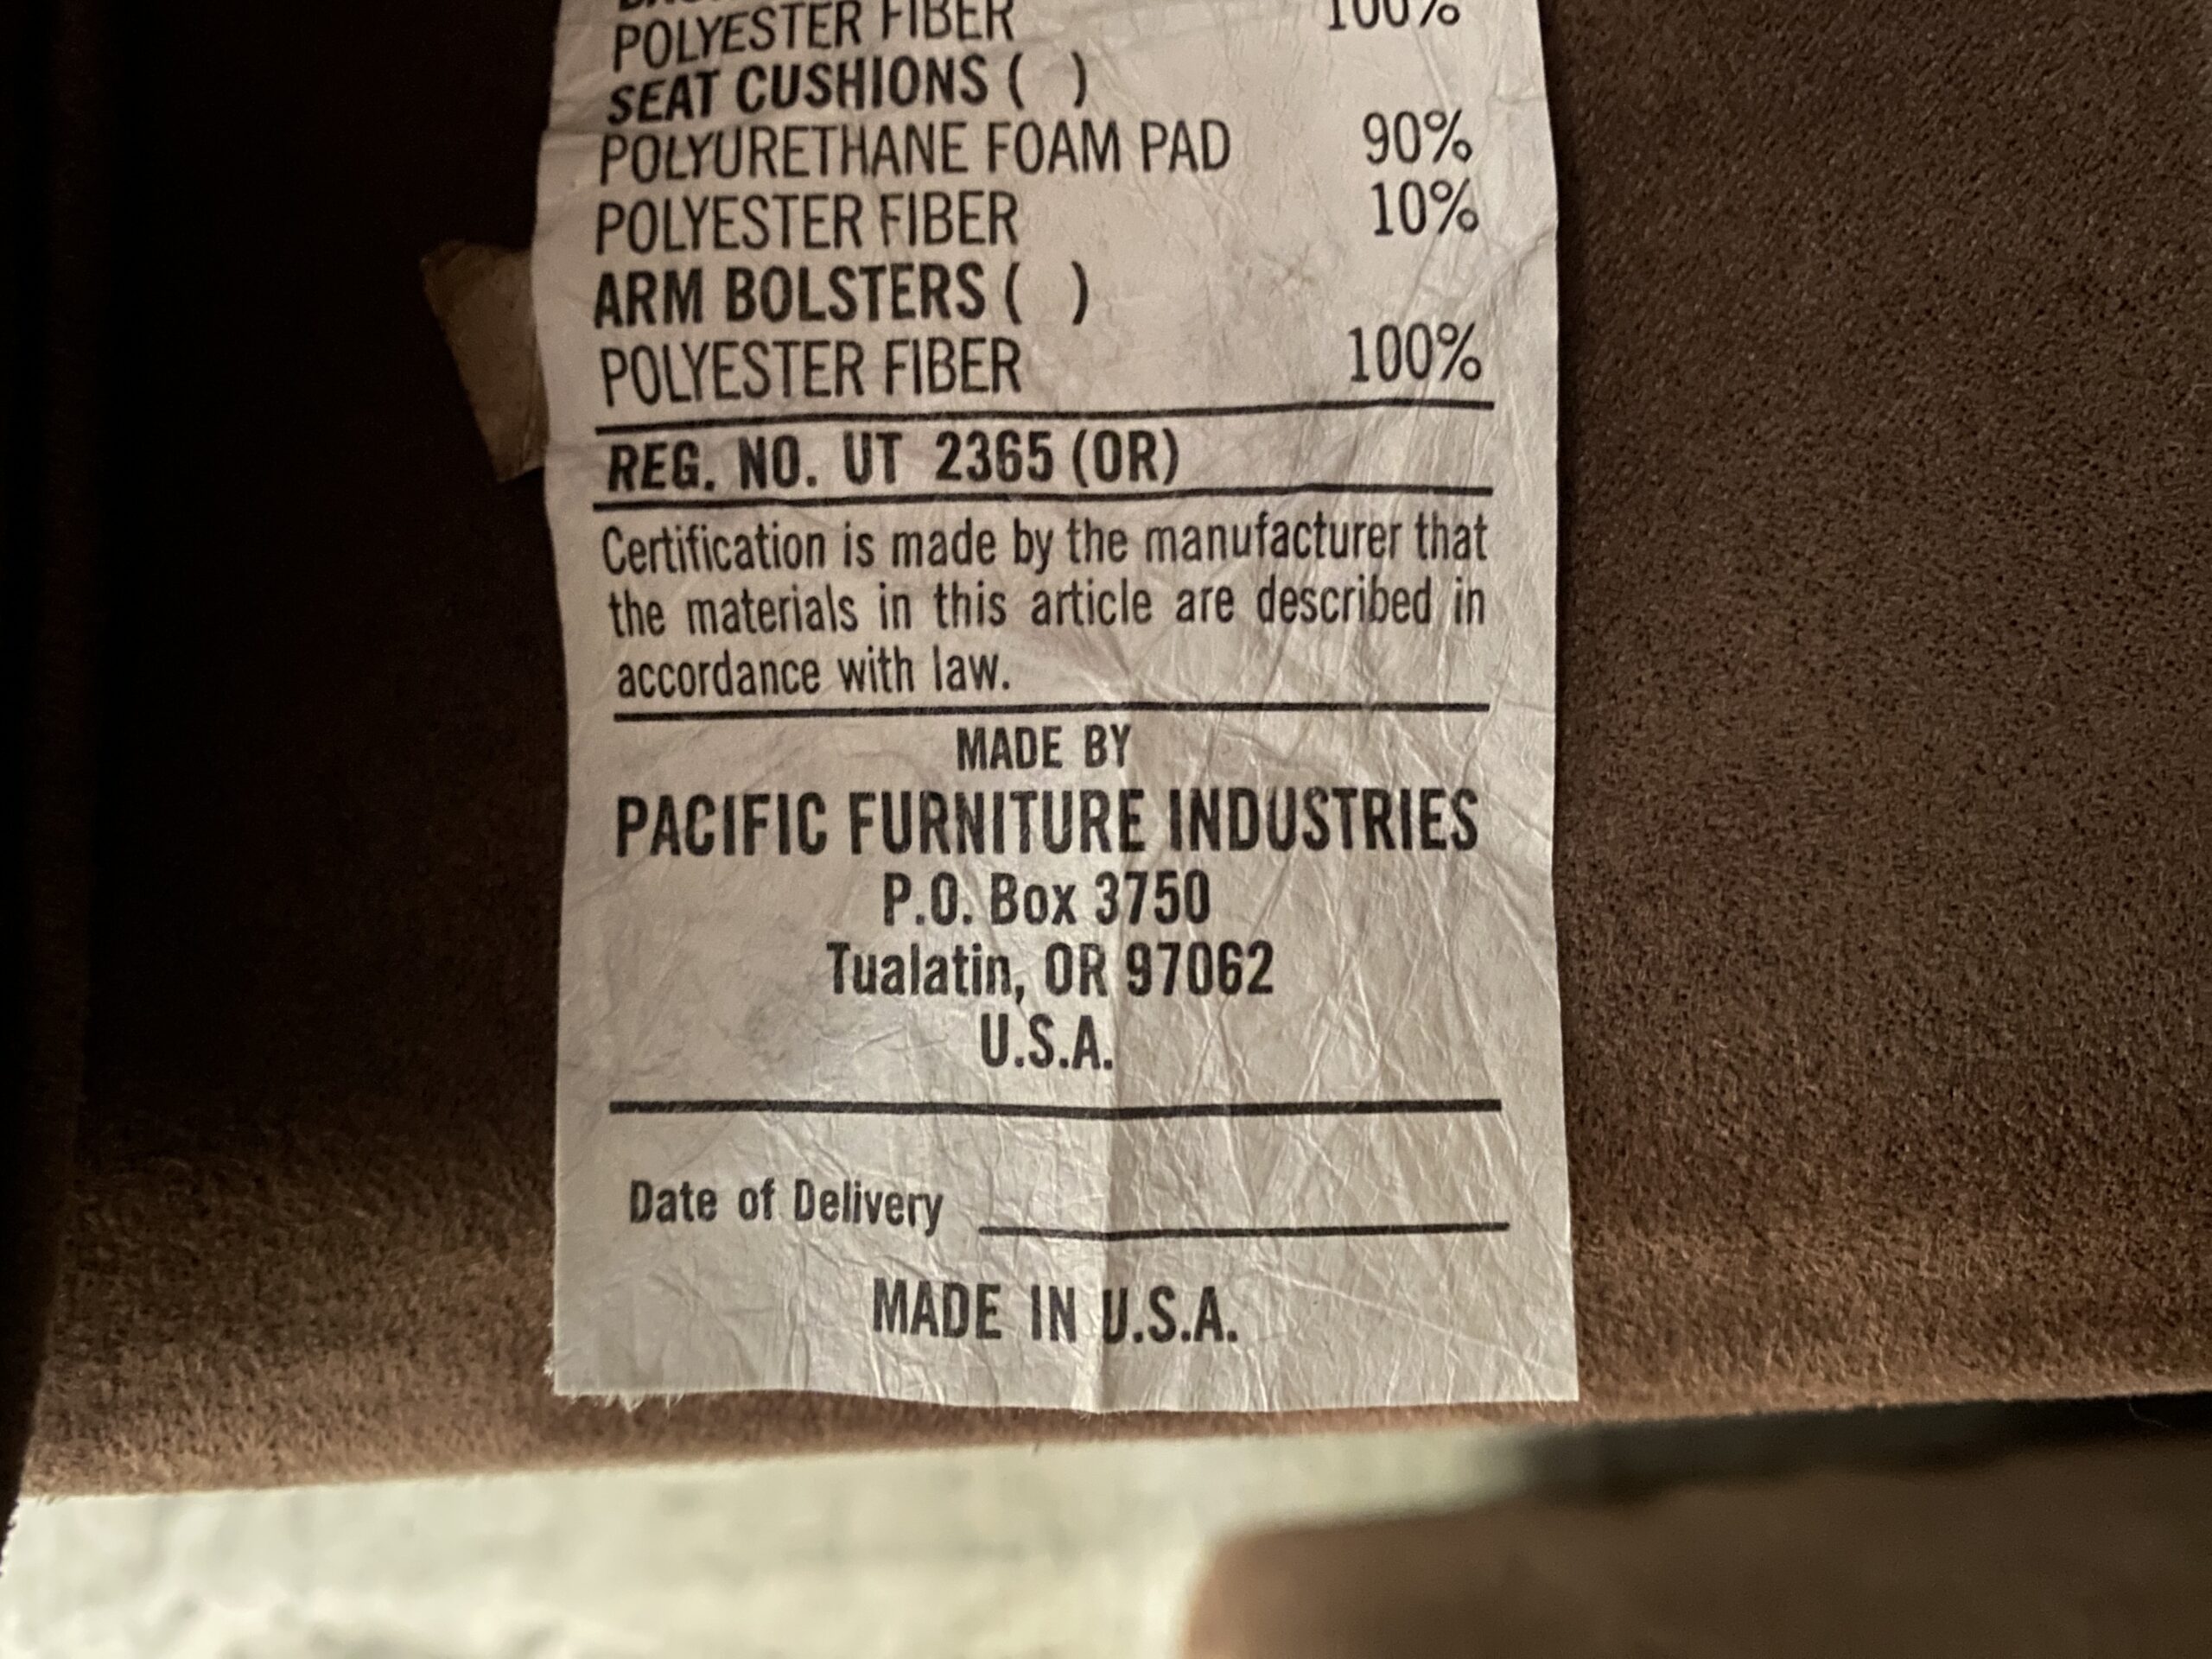 POLYESTER FIBER 100%
SEAT CUSHIONS ( )
POLYURETHANE FOAM PAD 90%
POLYESTER FIBER 10%
ARM BOLSTERS ( )
POLYESTER FIBER 100%
REG. NO. UT 2365 (OR)
Certification is made by the manufacturer that
the materials in this article are described in
accordance with law.
MADE BY
PACIFIC FURNITURE INDUSTRIES
P.O. Box 3750
Tualatin, OR 97062
U.S.A.
Date of Delivery
MADE IN U.S.A.